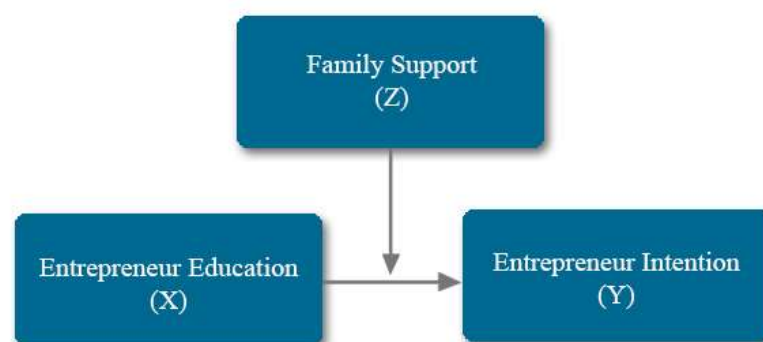 Family Support
(Z)
Entrepreneur Education
(X)
Entrepreneur Intention
(Y)